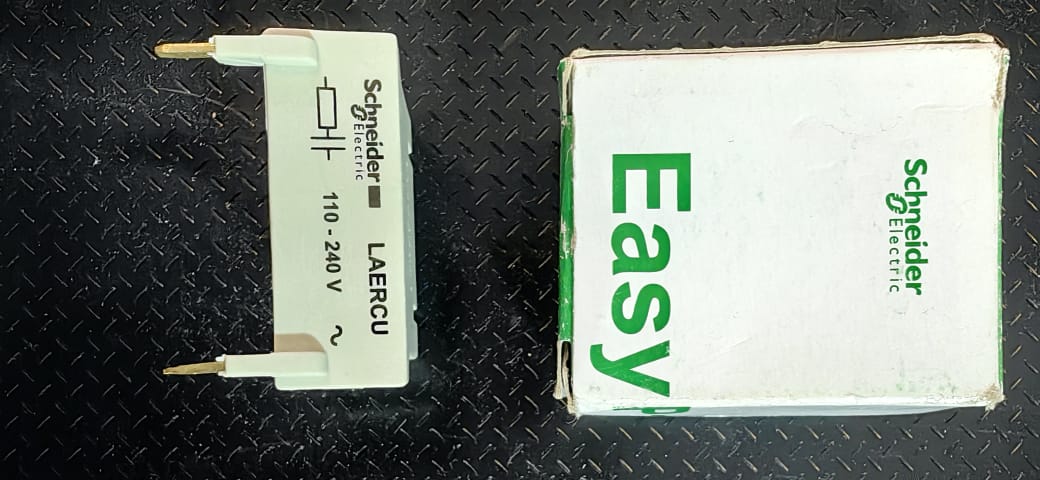 Schneider
Electric
LAERCU
110 - 240 V ~
Schneider
Electric
Easy